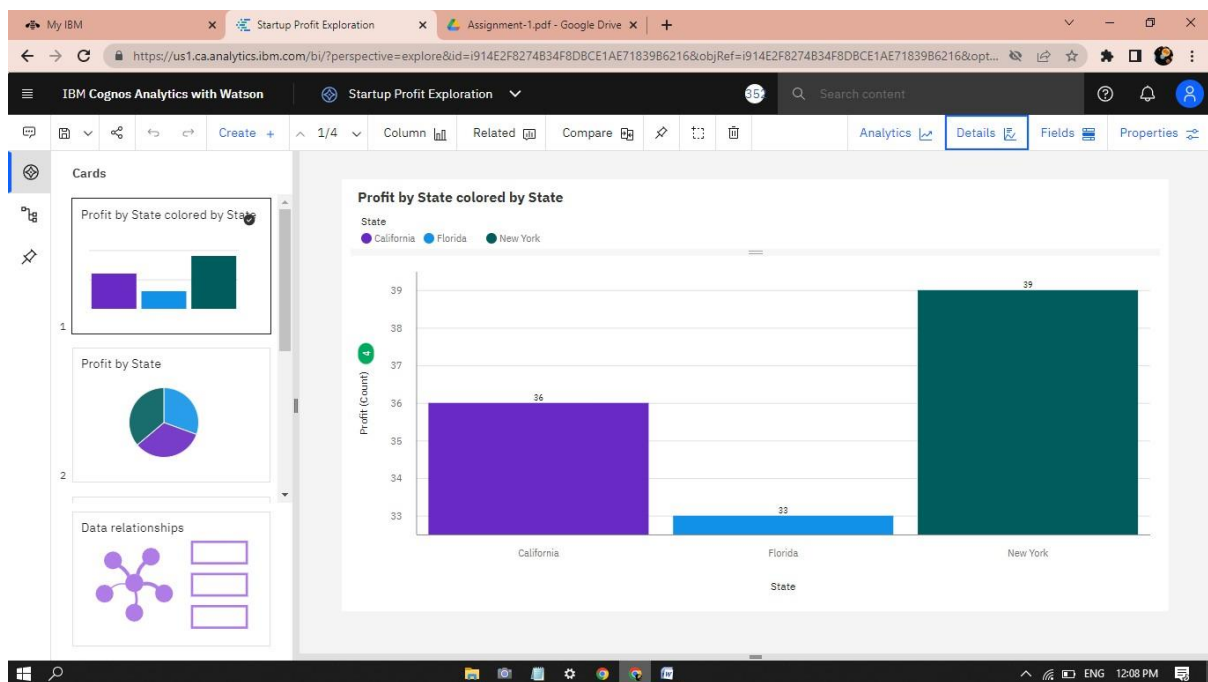 My IBM
Startup Profit Exploration
Assignment-1.pdf - Google Drive
https://us1.ca.analytics.ibm.com/bi/?perspective=explore&id=i914E2F8274B34F8DBCE1AE71839B6216&objRef=i914E2F8274B34F8DBCE1AE71839B6216&opt...
IBM Cognos Analytics with Watson
Startup Profit Exploration
Search content
Create +
1/4
Column
Related
Compare
Analytics
Details
Fields
Properties
Cards
Profit by State colored by State
1
Profit by State
2
Data relationships
Profit by State colored by State
State
California Florida New York
39
38
37
36
35
34
33
Profit (Count)
4
36
33
39
California
Florida
New York
State
ENG 12:08 PM